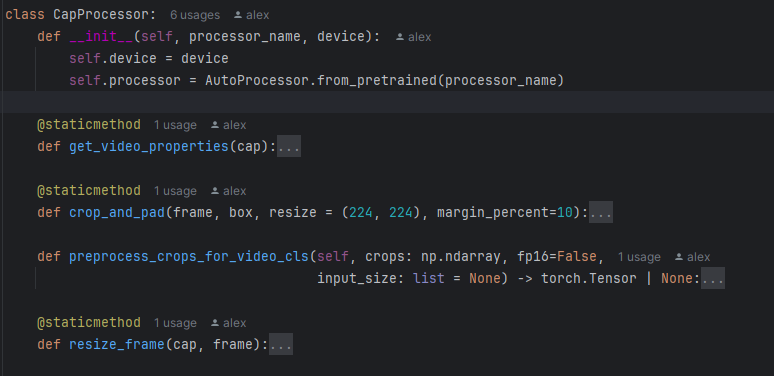 class CapProcessor: 6 usages alex
def __init__(self, processor_name, device): alex
self.device = device
self.processor = AutoProcessor.from_pretrained(processor_name)
@staticmethod 1 usage alex
def get_video_properties(cap):...
@staticmethod 1 usage alex
def crop_and_pad(frame, box, resize = (224, 224), margin_percent=10):...
def preprocess_crops_for_video_cls(self, crops: np.ndarray, fp16=False, 1 usage alex
input_size: list = None) -> torch.Tensor | None:...
@staticmethod 1 usage alex
def resize_frame(cap, frame):...